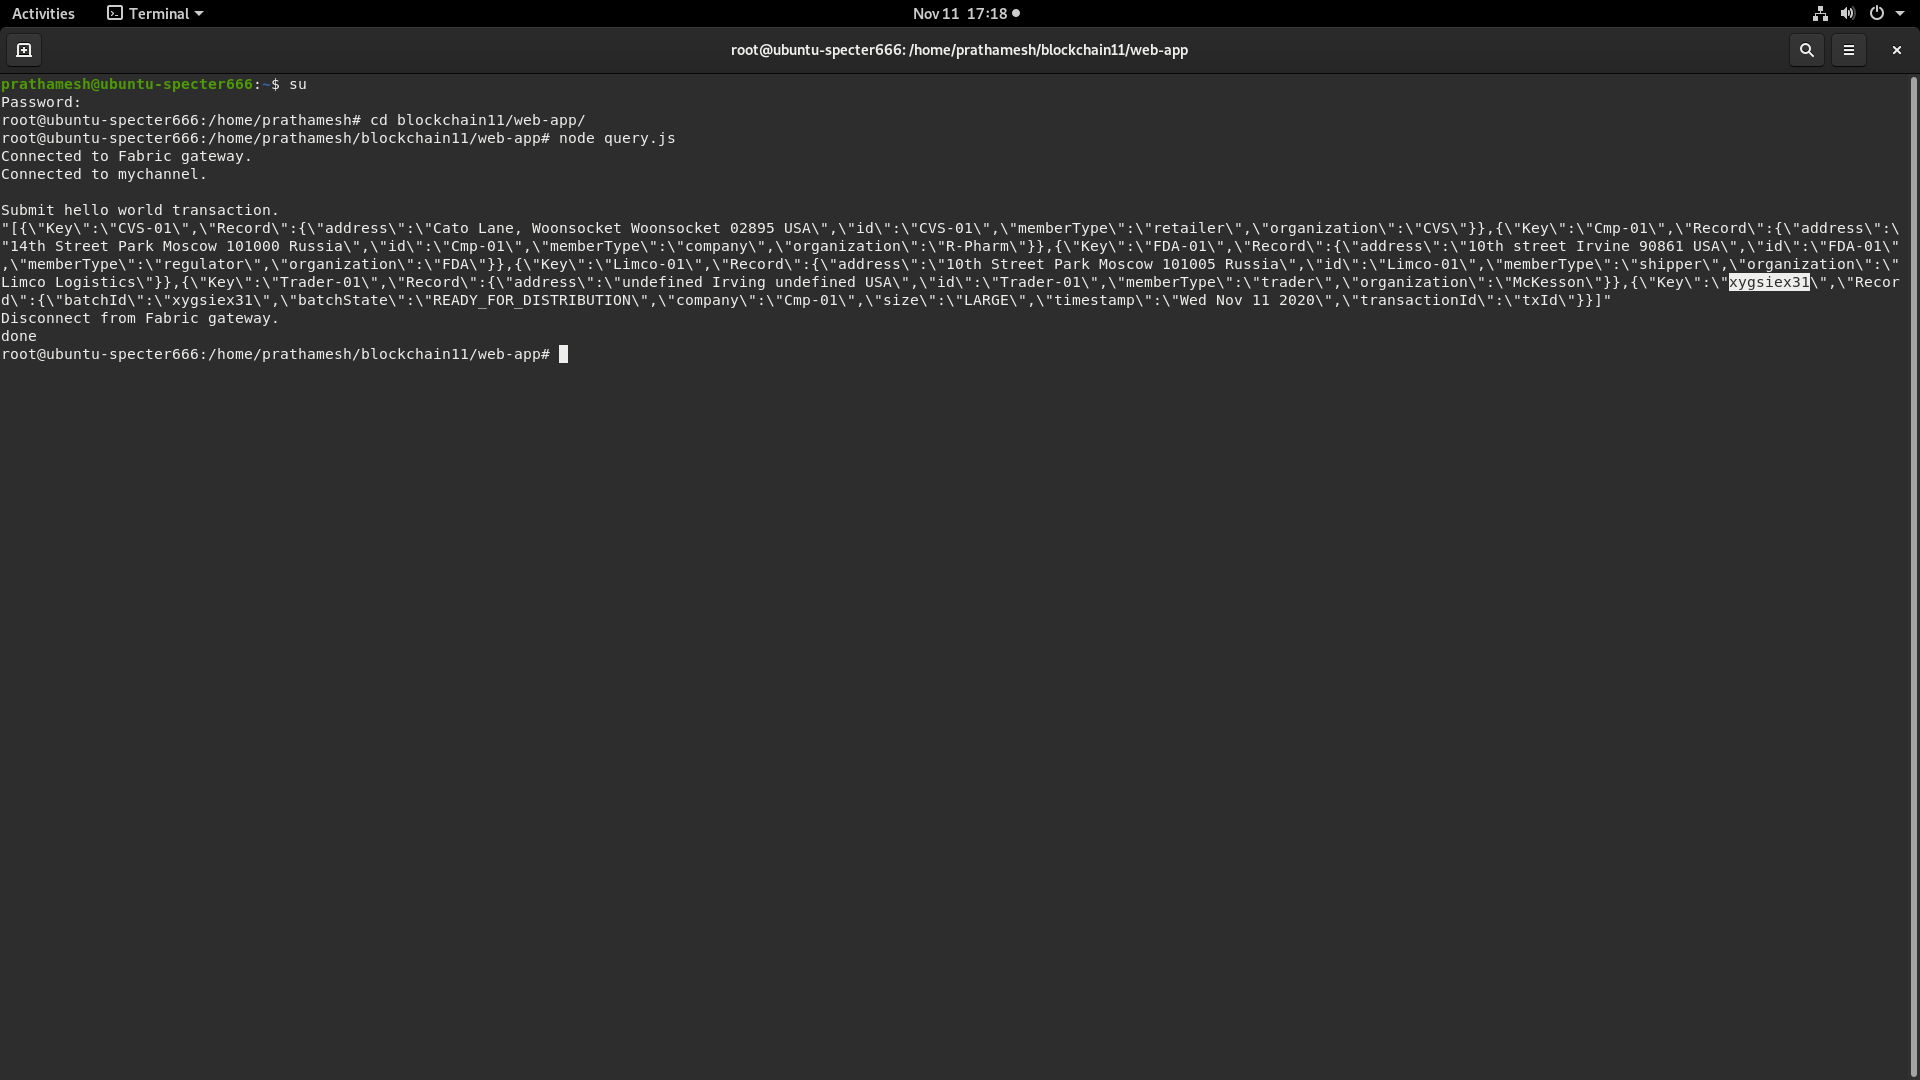 Activities Terminal Nov 11 17:18
root@ubuntu-specter666: /home/prathamesh/blockchain11/web-app
prathamesh@ubuntu-specter666:~$ su
Password:
root@ubuntu-specter666:/home/prathamesh# cd blockchain11/web-app/
root@ubuntu-specter666:/home/prathamesh/blockchain11/web-app# node query.js
Connected to Fabric gateway.
Connected to mychannel.
Submit hello world transaction.
"[{\"Key\":\"CVS-01\",\"Record\":{\"address\":\"Cato Lane, Woonsocket Woonsocket 02895 USA\",\"id\":\"CVS-01\",\"memberType\":\"retailer\",\"organization\":\"CVS\"}},{\"Key\":\"Cmp-01\",\"Record\":{\"address\":\
"14th Street Park Moscow 101000 Russia\",\"id\":\"Cmp-01\",\"memberType\":\"company\",\"organization\":\"R-Pharm\"}},{\"Key\":\"FDA-01\",\"Record\":{\"address\":\"10th street Irvine 90861 USA\",\"id\":\"FDA-01\"
,\"memberType\":\"regulator\",\"organization\":\"FDA\"}},{\"Key\":\"Limco-01\",\"Record\":{\"address\":\"10th Street Park Moscow 101005 Russia\",\"id\":\"Limco-01\",\"memberType\":\"shipper\",\"organization\":\"
Limco Logistics\"}},{\"Key\":\"Trader-01\",\"Record\":{\"address\":\"undefined Irving undefined USA\",\"id\":\"Trader-01\",\"memberType\":\"trader\",\"organization\":\"McKesson\"}},{\"Key\":\"xygsiex31\",\"Recor
d\":{\"batchId\":\"xygsiex31\",\"batchState\":\"READY_FOR_DISTRIBUTION\",\"company\":\"Cmp-01\",\"size\":\"LARGE\",\"timestamp\":\"Wed Nov 11 2020\",\"transactionId\":\"txId\"}}]"
Disconnect from Fabric gateway.
done
root@ubuntu-specter666:/home/prathamesh/blockchain11/web-app#